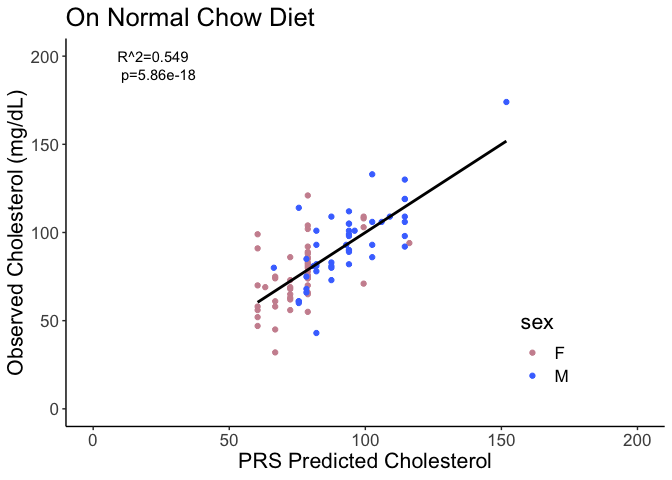 On Normal Chow Diet
R^2=0.549
p=5.86e-18
Observed Cholesterol (mg/dL)
200
150
100
50
0
sex
F
M
0 50 100 150 200
PRS Predicted Cholesterol